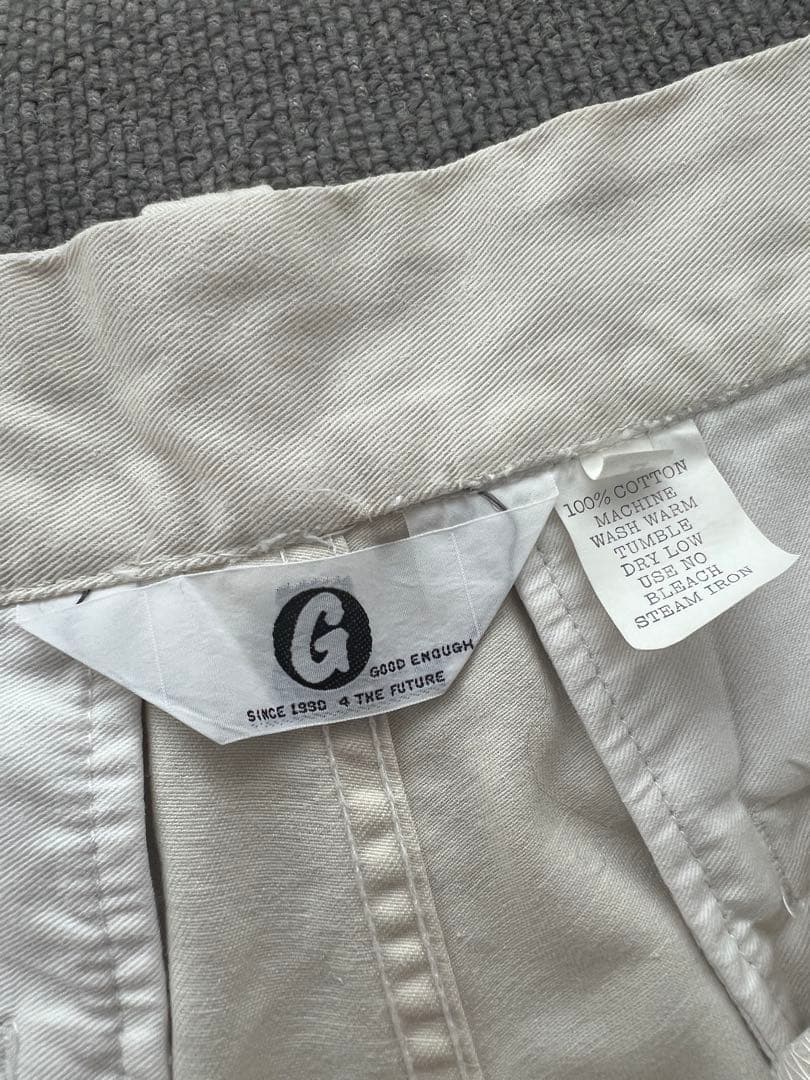 G
GOOD ENOUGH
SINCE 1990 4 THE FUTURE
100% COTTON
MACHINE
WASH WARM
TUMBLE
DRY LOW
USE NO
BLEACH
STEAM IRON